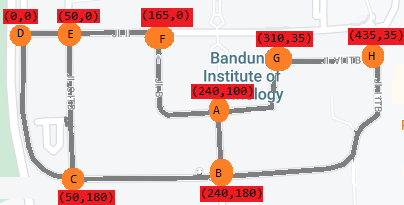 (0,0) (50,0) (165,0) (310,35) (435,35)
D E F G H
Bandung
Institute of
Technology
(240,100)
A
C B
(50,180) (240,180)